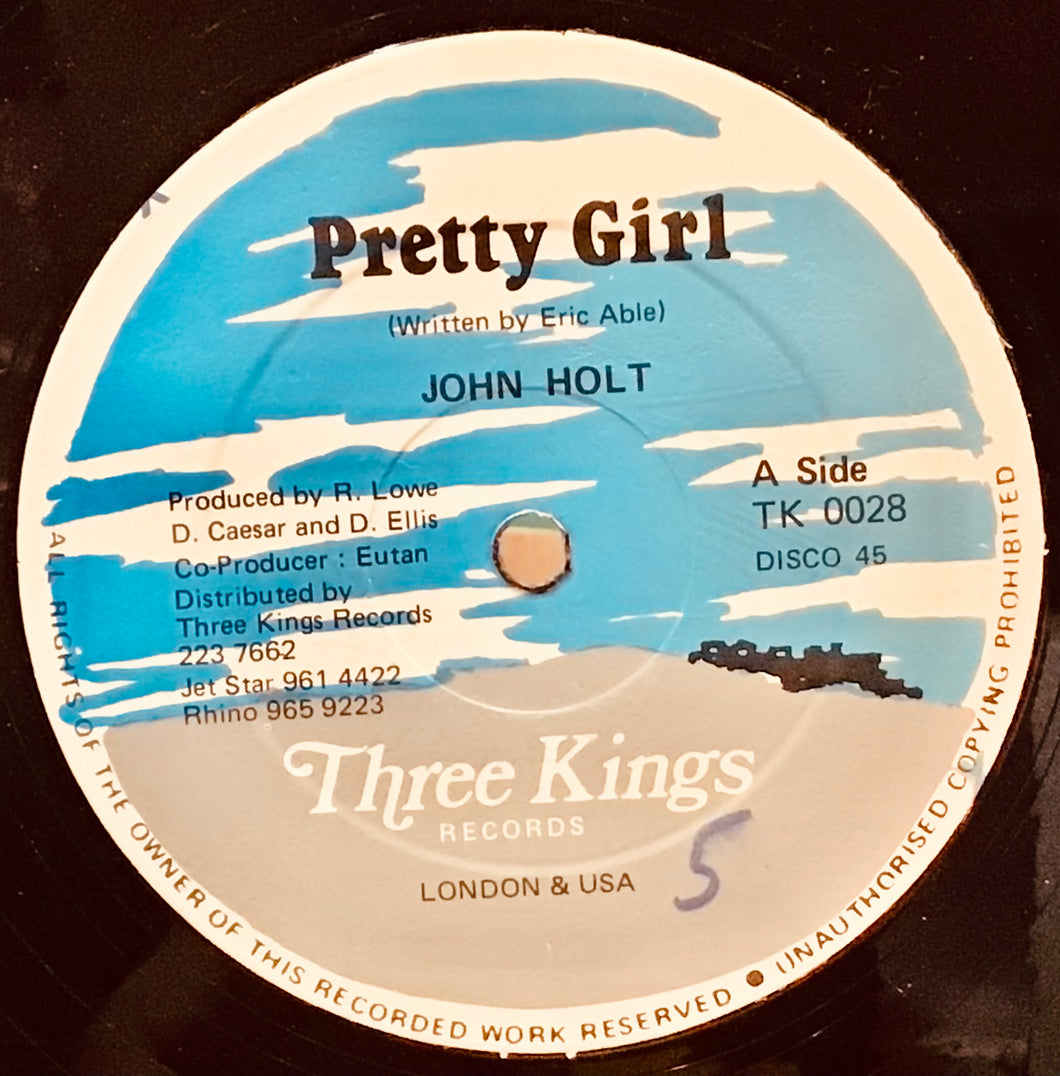 Pretty Girl
(Written by Eric Able)
JOHN HOLT
Produced by R. Lowe
D. Caesar and D. Ellis
Co-Producer : Eutan
Distributed by
Three Kings Records
223 7662
Jet Star 961 4422
Rhino 965 9223
A Side
TK 0028
DISCO 45
Three Kings
RECORDS
LONDON & USA
5
ALL RIGHTS OF THE OWNER OF THIS RECORDED WORK RESERVED ● UNAUTHORISED COPYING PROHIBITED